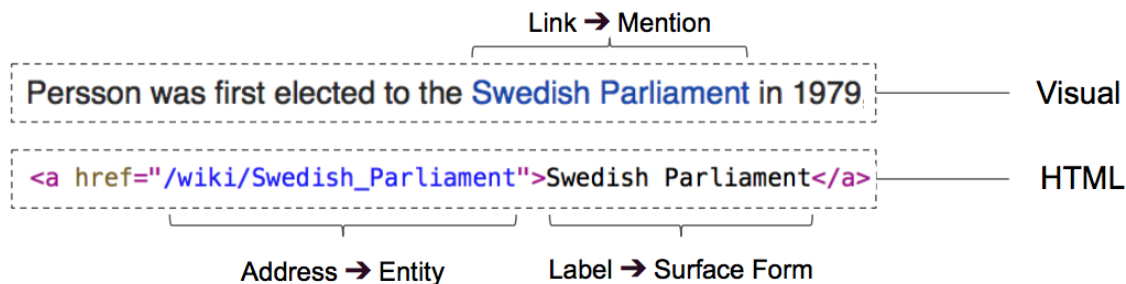 Link ➔ Mention
Persson was first elected to the Swedish Parliament in 1979. Visual
<a href="/wiki/Swedish_Parliament">Swedish Parliament</a> HTML
Address ➔ Entity Label ➔ Surface Form